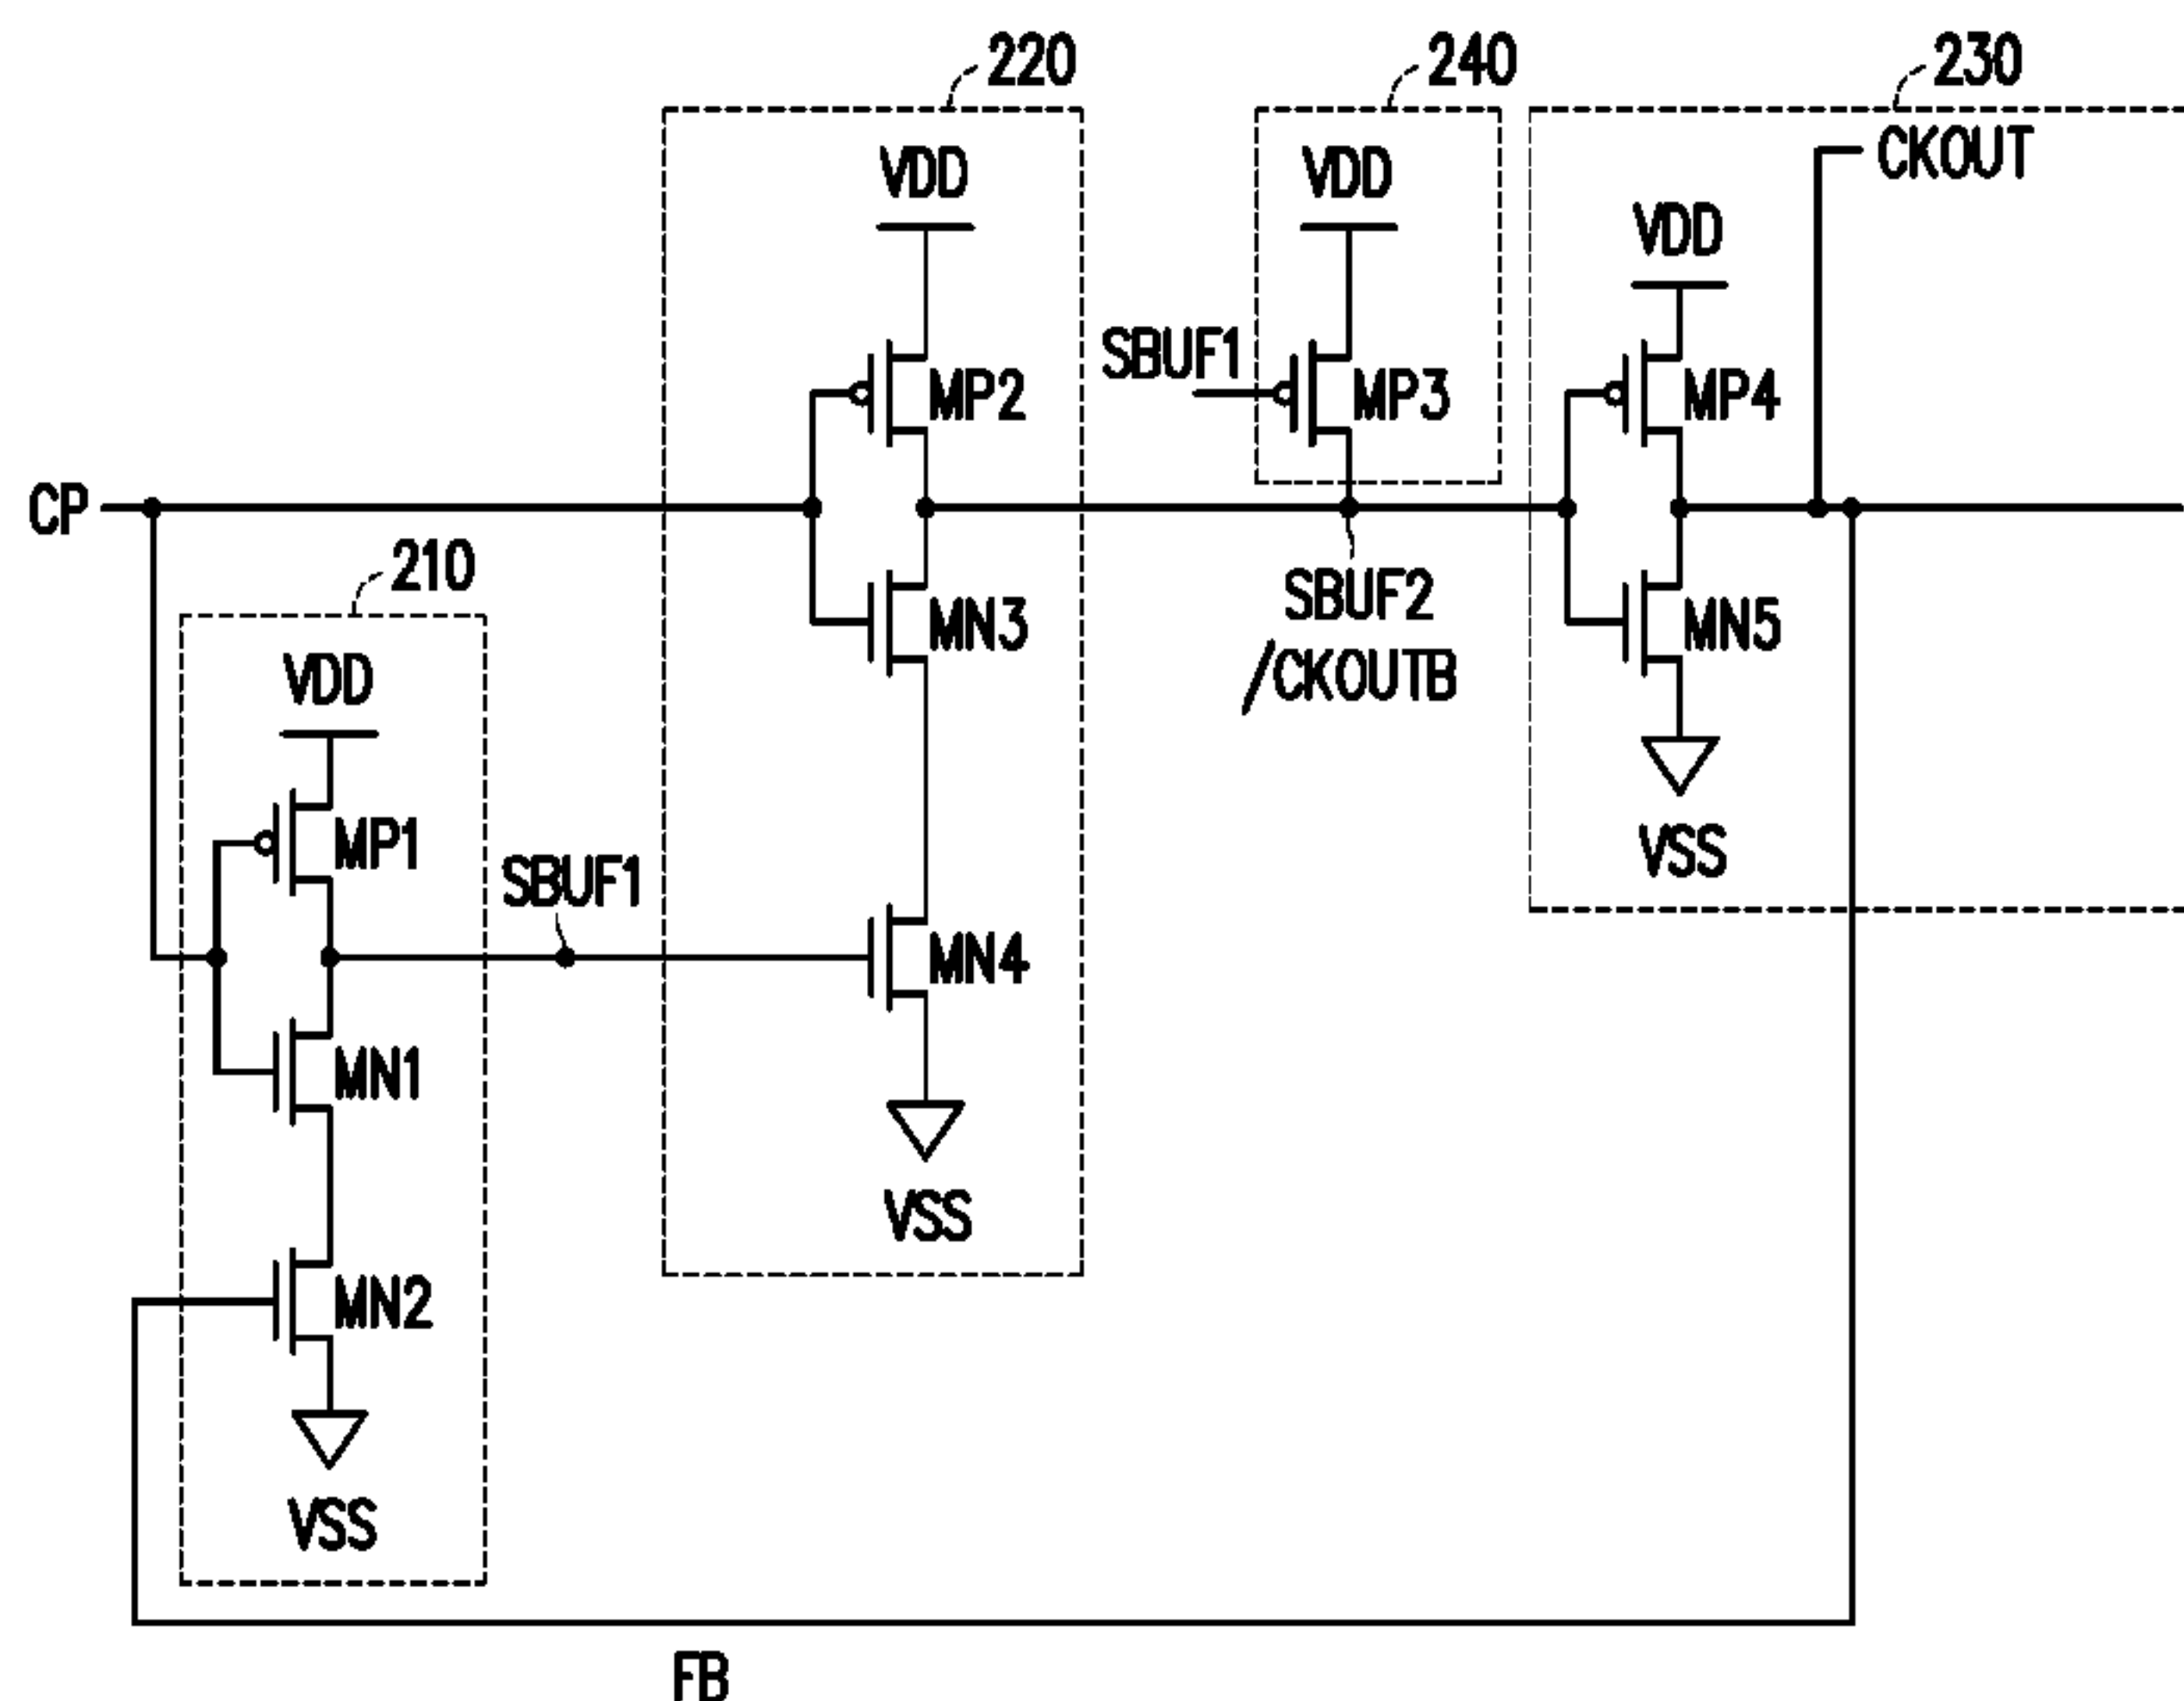 220
240
230
CKOUT
VDD
VDD
VDD
SBUF1
MP2
MP3
MP4
CP
210
SBUF2
/CKOUTB
MN3
MN5
VDD
MP1
SBUF1
VSS
MN4
MN1
VSS
MN2
VSS
FB